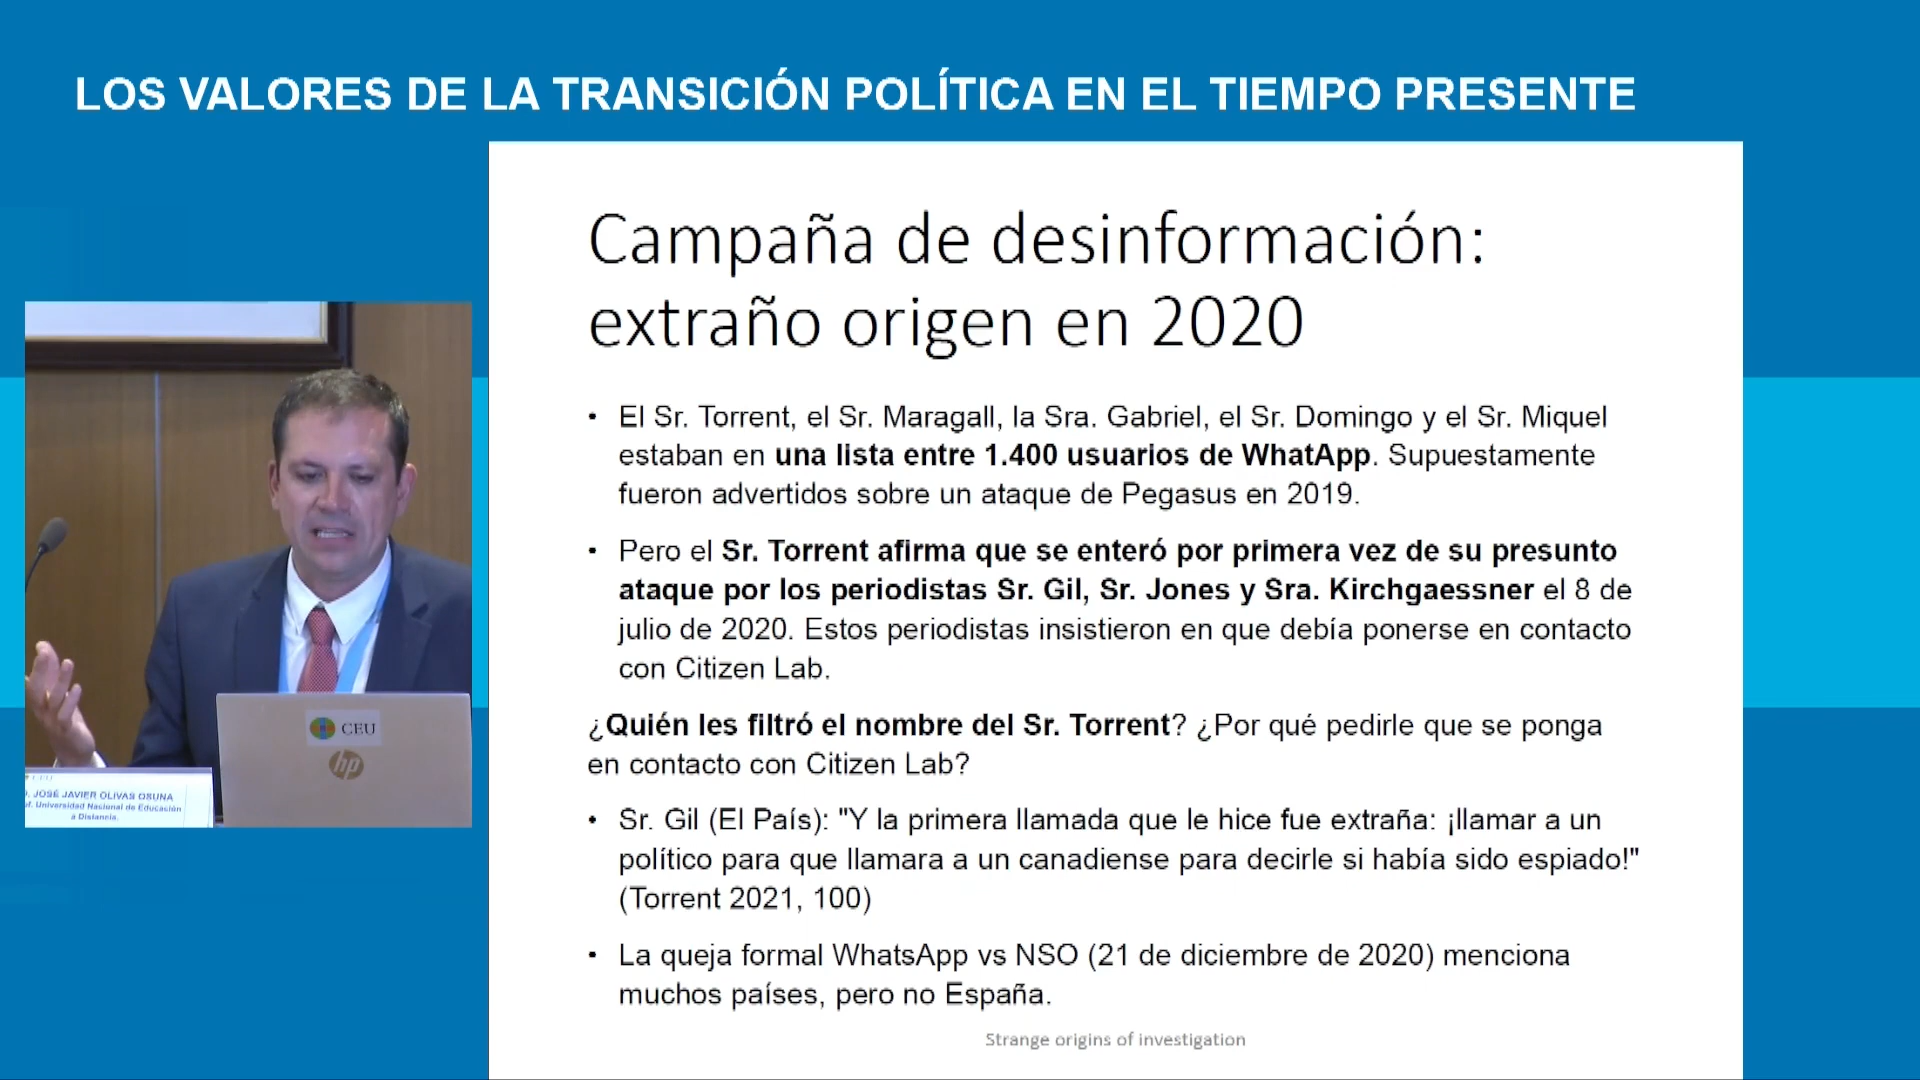 LOS VALORES DE LA TRANSICIÓN POLÍTICA EN EL TIEMPO PRESENTE
Campaña de desinformación:
extraño origen en 2020
• El Sr. Torrent, el Sr. Maragall, la Sra. Gabriel, el Sr. Domingo y el Sr. Miquel
estaban en una lista entre 1.400 usuarios de WhatApp. Supuestamente
fueron advertidos sobre un ataque de Pegasus en 2019.
• Pero el Sr. Torrent afirma que se enteró por primera vez de su presunto
ataque por los periodistas Sr. Gil, Sr. Jones y Sra. Kirchgaessner el 8 de
julio de 2020. Estos periodistas insistieron en que debía ponerse en contacto
con Citizen Lab.
¿Quién les filtró el nombre del Sr. Torrent? ¿Por qué pedirle que se ponga
en contacto con Citizen Lab?
• Sr. Gil (El País): "Y la primera llamada que le hice fue extraña: ¡llamar a un
político para que llamara a un canadiense para decirle si había sido espiado!"
(Torrent 2021, 100)
• La queja formal WhatsApp vs NSO (21 de diciembre de 2020) menciona
muchos países, pero no España.
Strange origins of investigation
CEU
hp
CEU
JOSÉ JAVIER OLIVAS OSUNA
Universidad Nacional de Educación
a Distancia.